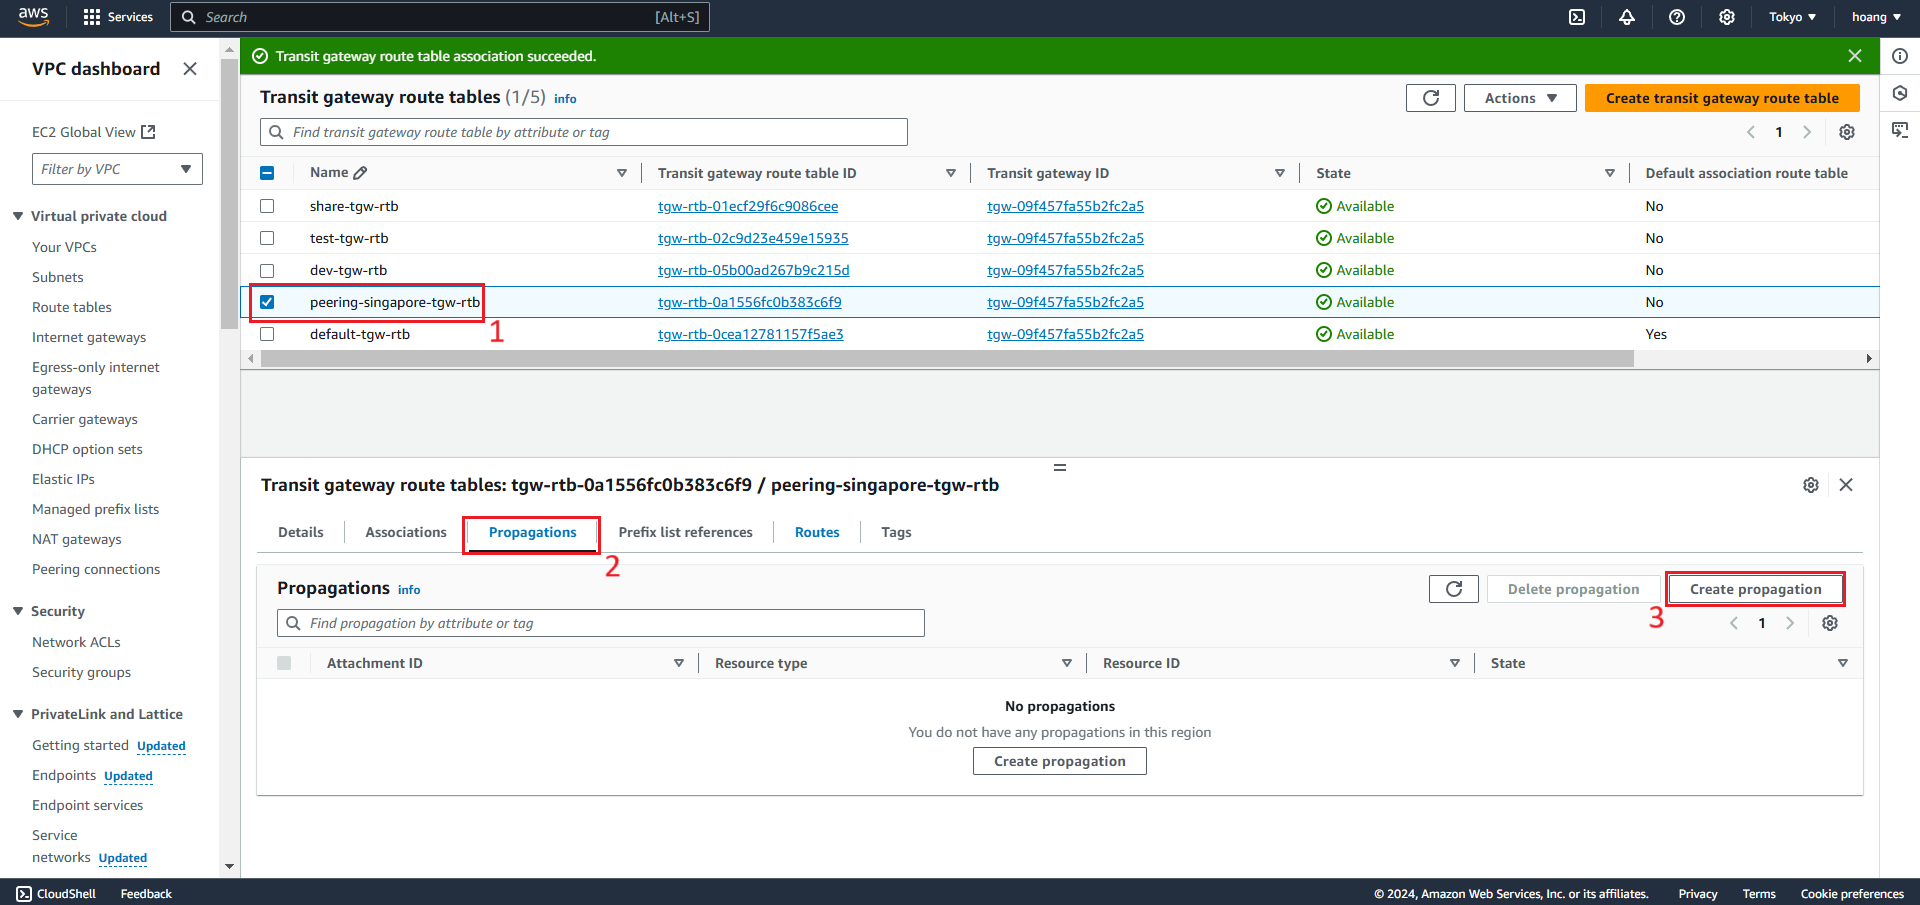 aws Services Search [Alt+S] Tokyo hoang
VPC dashboard
EC2 Global View
Filter by VPC
Virtual private cloud
Your VPCs
Subnets
Route tables
Internet gateways
Egress-only internet
gateways
Carrier gateways
DHCP option sets
Elastic IPs
Managed prefix lists
NAT gateways
Peering connections
Security
Network ACLs
Security groups
PrivateLink and Lattice
Getting started Updated
Endpoints Updated
Endpoint services
Service
networks Updated
Transit gateway route table association succeeded.
Transit gateway route tables (1/5) info
Actions
Create transit gateway route table
Find transit gateway route table by attribute or tag
1
Name Transit gateway route table ID Transit gateway ID State Default association route table
share-tgw-rtb tgw-rtb-01ecf29f6c9086cee tgw-09f457fa55b2fc2a5 Available No
test-tgw-rtb tgw-rtb-02c9d23e459e15935 tgw-09f457fa55b2fc2a5 Available No
dev-tgw-rtb tgw-rtb-05b00ad267b9c215d tgw-09f457fa55b2fc2a5 Available No
peering-singapore-tgw-rtb tgw-rtb-0a1556fc0b383c6f9 tgw-09f457fa55b2fc2a5 Available No
1
default-tgw-rtb tgw-rtb-0cea12781157f5ae3 tgw-09f457fa55b2fc2a5 Available Yes
Transit gateway route tables: tgw-rtb-0a1556fc0b383c6f9 / peering-singapore-tgw-rtb
Details Associations Propagations Prefix list references Routes Tags
2
Propagations info
Delete propagation Create propagation
3
Find propagation by attribute or tag
1
Attachment ID Resource type Resource ID State
No propagations
You do not have any propagations in this region
Create propagation
CloudShell Feedback © 2024, Amazon Web Services, Inc. or its affiliates. Privacy Terms Cookie preferences